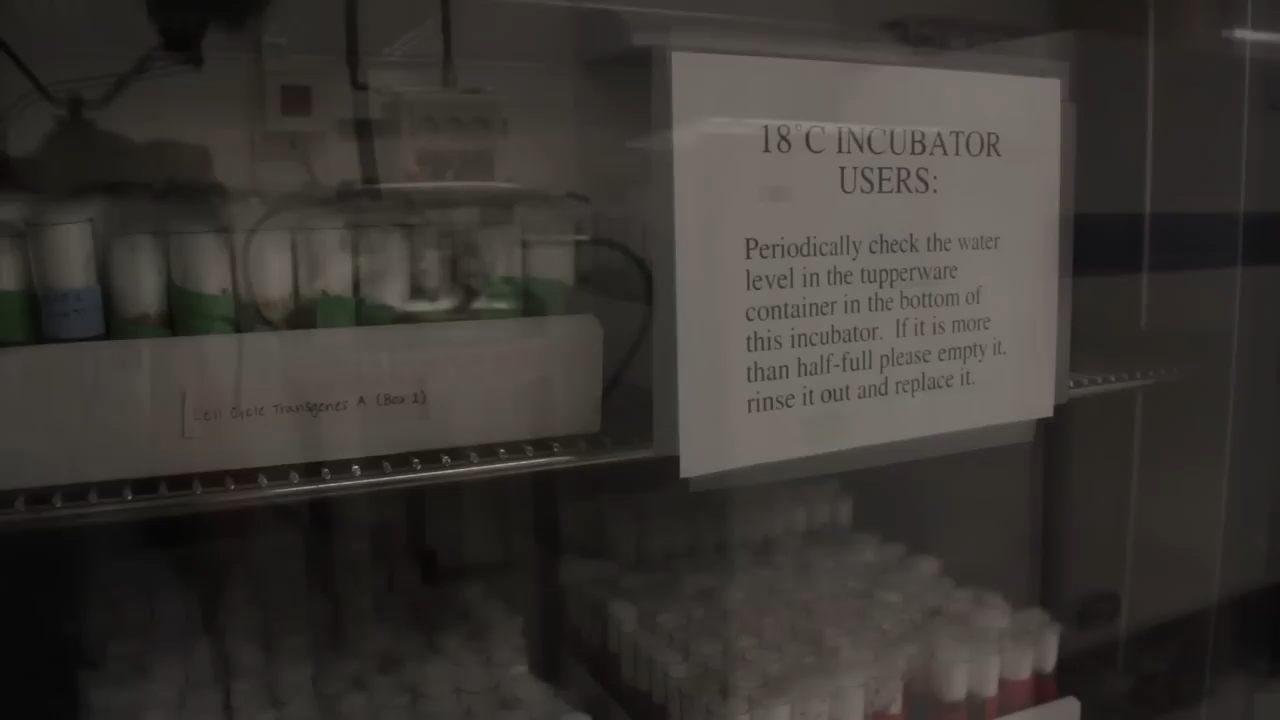 18°C INCUBATOR
USERS:
Periodically check the water
level in the tupperware
container in the bottom of
this incubator. If it is more
than half-full please empty it,
rinse it out and replace it.
Cell Cycle Transgenes A (Box 1)